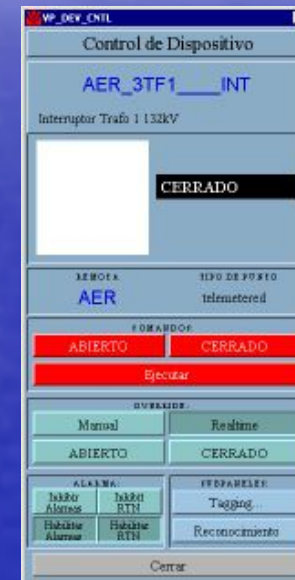 VP_DEV_CNTL
Control de Dispositivo
AER_3TF1____INT
Interruptor Trafo 1 132kV
CERRADO
REMOTA TIPO DE PUNTO
AER telemetered
COMANDOS
ABIERTO CERRADO
Ejecutar
OVERRIDE
Manual Realtime
ABIERTO CERRADO
ALARMA SUBPANELES
Inhibir Alarmas Inhibir RTN Tagging...
Habilitar Alarmas Habilitar RTN Reconocimiento
Cerrar